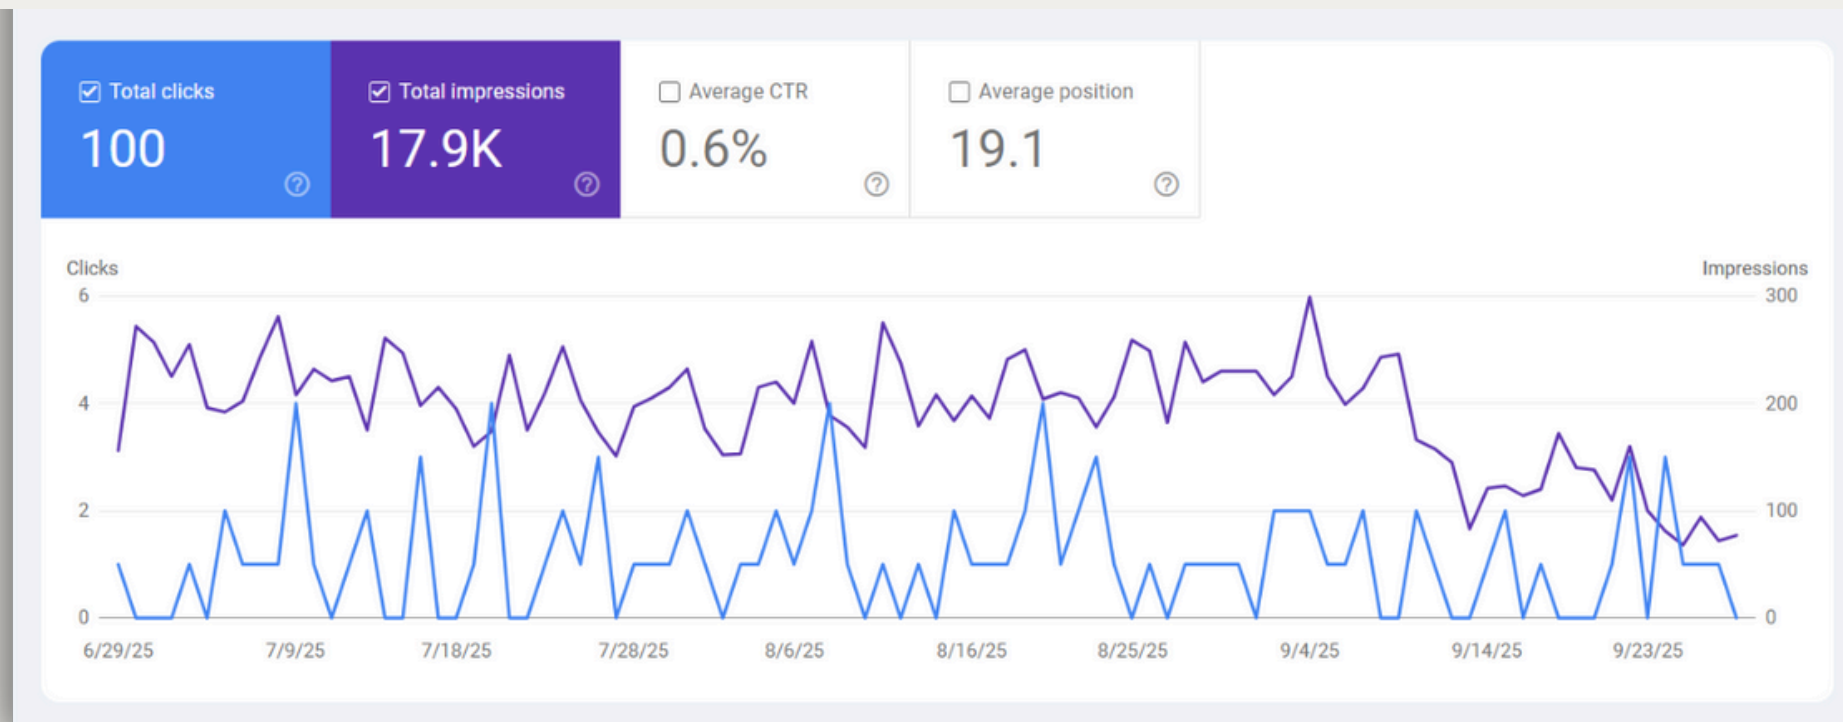 Total clicks
100
Total impressions
17.9K
Average CTR
0.6%
Average position
19.1
Clicks
Impressions
6
300
4
200
2
100
0
0
6/29/25 7/9/25 7/18/25 7/28/25 8/6/25 8/16/25 8/25/25 9/4/25 9/14/25 9/23/25